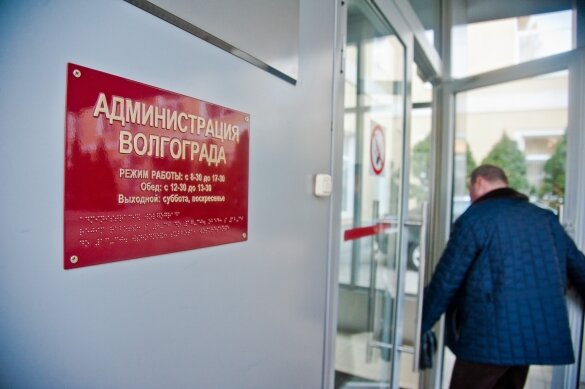 АДМИНИСТРАЦИЯ
ВОЛГОГРАДА
РЕЖИМ РАБОТЫ: с 8-30 до 17-30
Обед: с 12-30 до 13-30
Выходной: суббота, воскресенье